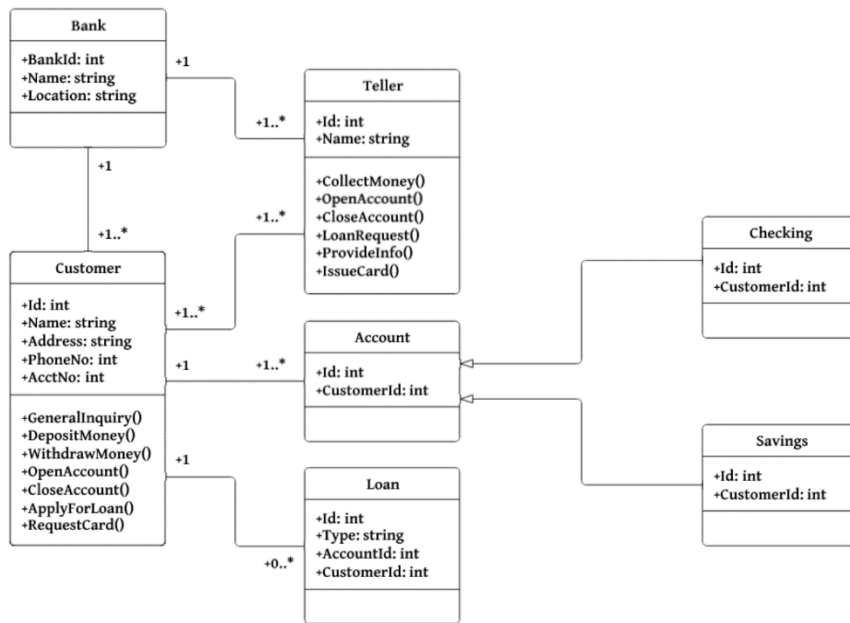 Bank
+BankId: int
+Name: string
+Location: string
+1
+1..*
Teller
+Id: int
+Name: string
+CollectMoney()
+OpenAccount()
+CloseAccount()
+LoanRequest()
+ProvideInfo()
+IssueCard()
+1
+1..*
Customer
+Id: int
+Name: string
+Address: string
+PhoneNo: int
+AcctNo: int
+GeneralInquiry()
+DepositMoney()
+WithdrawMoney()
+OpenAccount()
+CloseAccount()
+ApplyForLoan()
+RequestCard()
+1..*
+1..*
+1
+1..*
Account
+Id: int
+CustomerId: int
+1
+0..*
Loan
+Id: int
+Type: string
+AccountId: int
+CustomerId: int
Checking
+Id: int
+CustomerId: int
Savings
+Id: int
+CustomerId: int